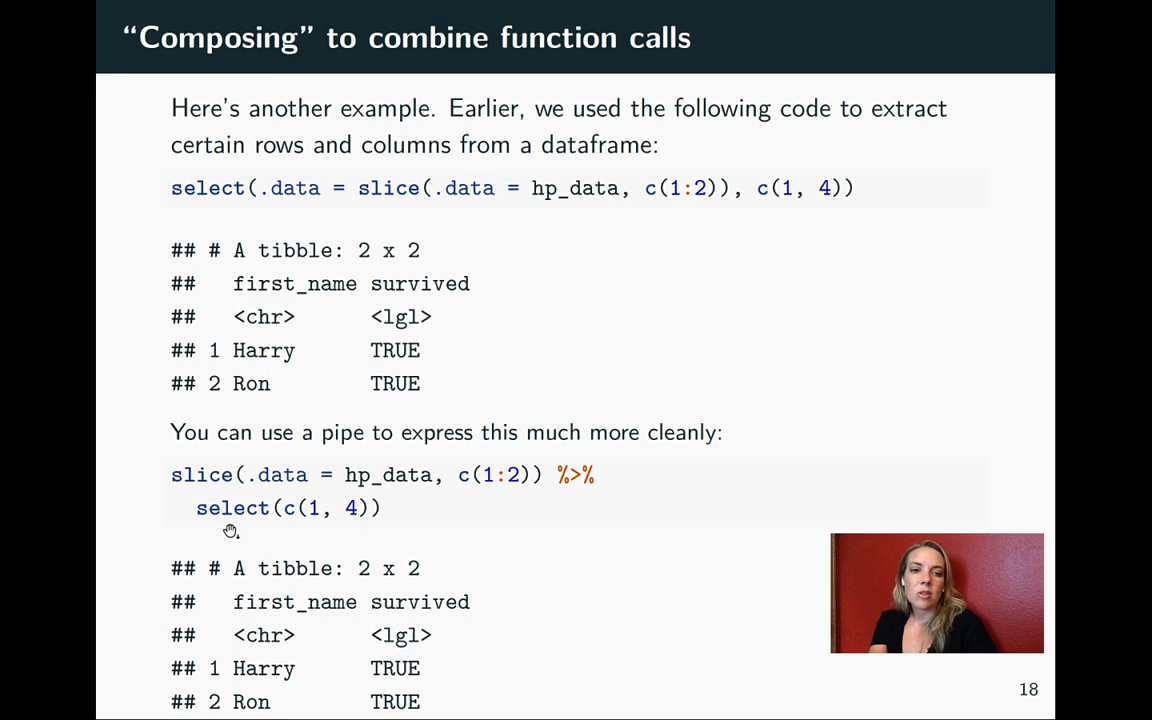 “Composing” to combine function calls
Here’s another example. Earlier, we used the following code to extract
certain rows and columns from a dataframe:
select(.data = slice(.data = hp_data, c(1:2)), c(1, 4))
## # A tibble: 2 x 2
##   first_name survived
##   <chr>      <lgl>
## 1 Harry      TRUE
## 2 Ron        TRUE
You can use a pipe to express this much more cleanly:
slice(.data = hp_data, c(1:2)) %>%
  select(c(1, 4))
## # A tibble: 2 x 2
##   first_name survived
##   <chr>      <lgl>
## 1 Harry      TRUE
## 2 Ron        TRUE
18